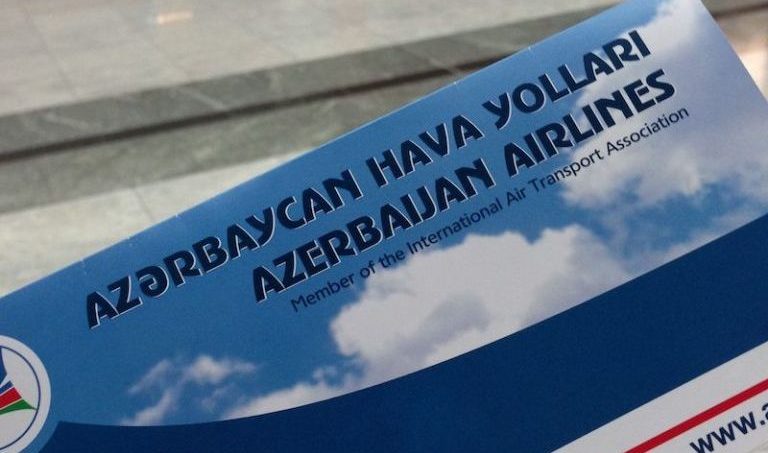 AZƏRBAYCAN HAVA YOLLARI
AZERBAIJAN AIRLINES
Member of the International Air Transport Association
www.a